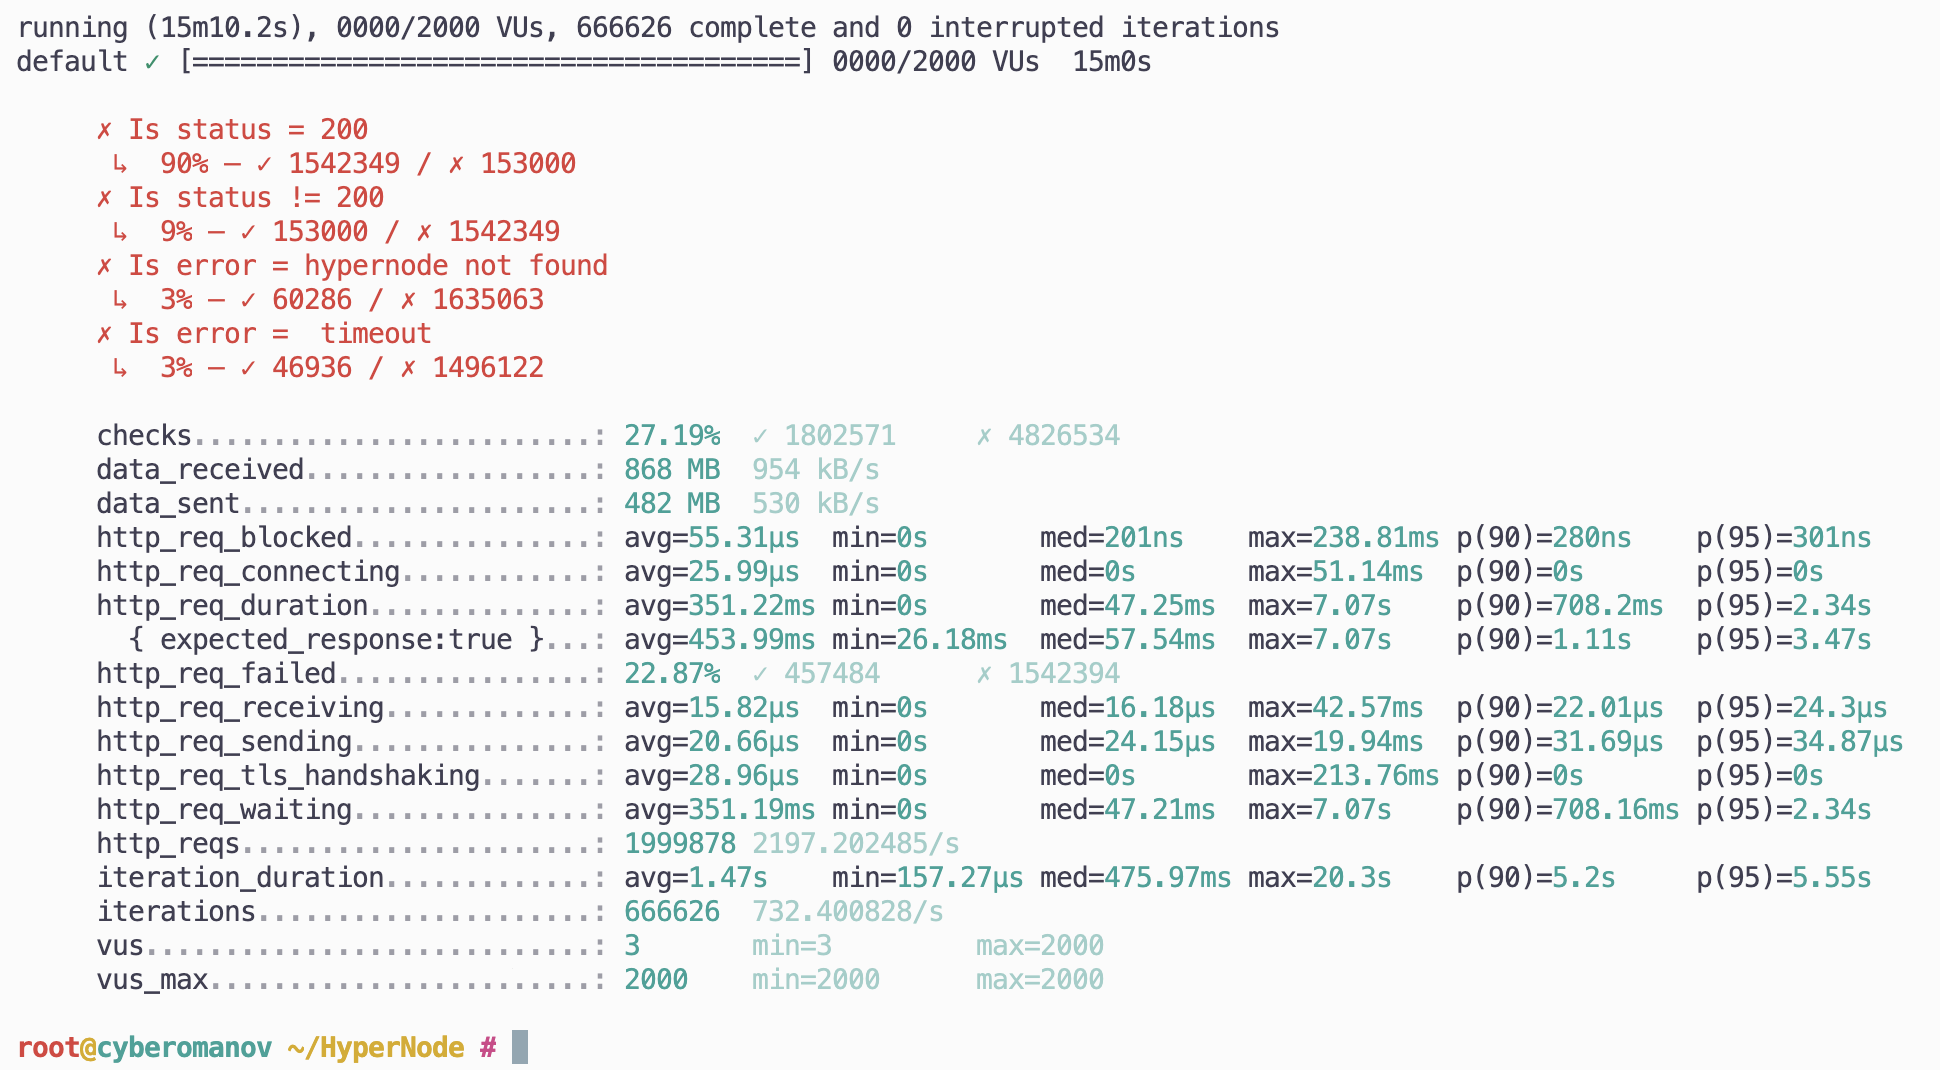 running (15m10.2s), 0000/2000 VUs, 666626 complete and 0 interrupted iterations
default ✓ [======================================] 0000/2000 VUs  15m0s

     ✗ Is status = 200
      ↳  90% — ✓ 1542349 / ✗ 153000
     ✗ Is status != 200
      ↳  9% — ✓ 153000 / ✗ 1542349
     ✗ Is error = hypernode not found
      ↳  3% — ✓ 60286 / ✗ 1635063
     ✗ Is error =  timeout
      ↳  3% — ✓ 46936 / ✗ 1496122

     checks.........................: 27.19%  ✓ 1802571     ✗ 4826534
     data_received..................: 868 MB  954 kB/s
     data_sent......................: 482 MB  530 kB/s
     http_req_blocked...............: avg=55.31µs  min=0s       med=201ns    max=238.81ms p(90)=280ns    p(95)=301ns
     http_req_connecting............: avg=25.99µs  min=0s       med=0s       max=51.14ms  p(90)=0s       p(95)=0s
     http_req_duration..............: avg=351.22ms min=0s       med=47.25ms  max=7.07s    p(90)=708.2ms  p(95)=2.34s
       { expected_response:true }...: avg=453.99ms min=26.18ms  med=57.54ms  max=7.07s    p(90)=1.11s    p(95)=3.47s
     http_req_failed................: 22.87%  ✓ 457484      ✗ 1542394
     http_req_receiving.............: avg=15.82µs  min=0s       med=16.18µs  max=42.57ms  p(90)=22.01µs  p(95)=24.3µs
     http_req_sending...............: avg=20.66µs  min=0s       med=24.15µs  max=19.94ms  p(90)=31.69µs  p(95)=34.87µs
     http_req_tls_handshaking.......: avg=28.96µs  min=0s       med=0s       max=213.76ms p(90)=0s       p(95)=0s
     http_req_waiting...............: avg=351.19ms min=0s       med=47.21ms  max=7.07s    p(90)=708.16ms p(95)=2.34s
     http_reqs......................: 1999878 2197.202485/s
     iteration_duration.............: avg=1.47s    min=157.27µs med=475.97ms max=20.3s    p(90)=5.2s     p(95)=5.55s
     iterations.....................: 666626  732.400828/s
     vus............................: 3       min=3         max=2000
     vus_max........................: 2000    min=2000      max=2000

root@cyberomanov ~/HyperNode #